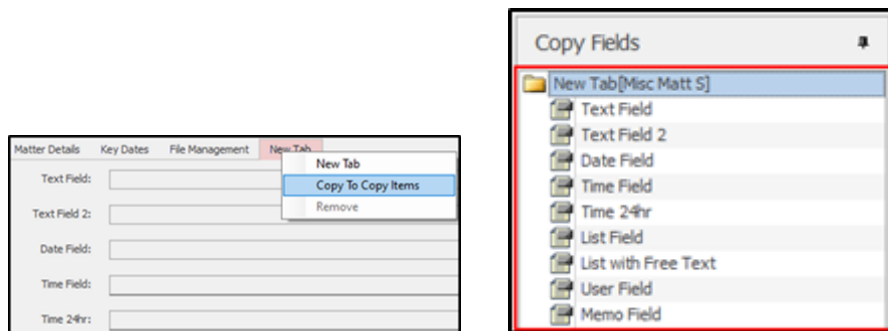 Matter Details Key Dates File Management New Tab
New Tab
Copy To Copy Items
Remove
Text Field:
Text Field 2:
Date Field:
Time Field:
Time 24hr:
Copy Fields
New Tab[Misc Matt S]
Text Field
Text Field 2
Date Field
Time Field
Time 24hr
List Field
List with Free Text
User Field
Memo Field